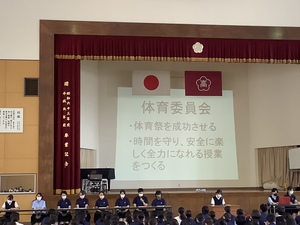 体育委員会
・体育祭を成功させる
・時間を守り、安全に楽
しく全力になれる授業
をつくる